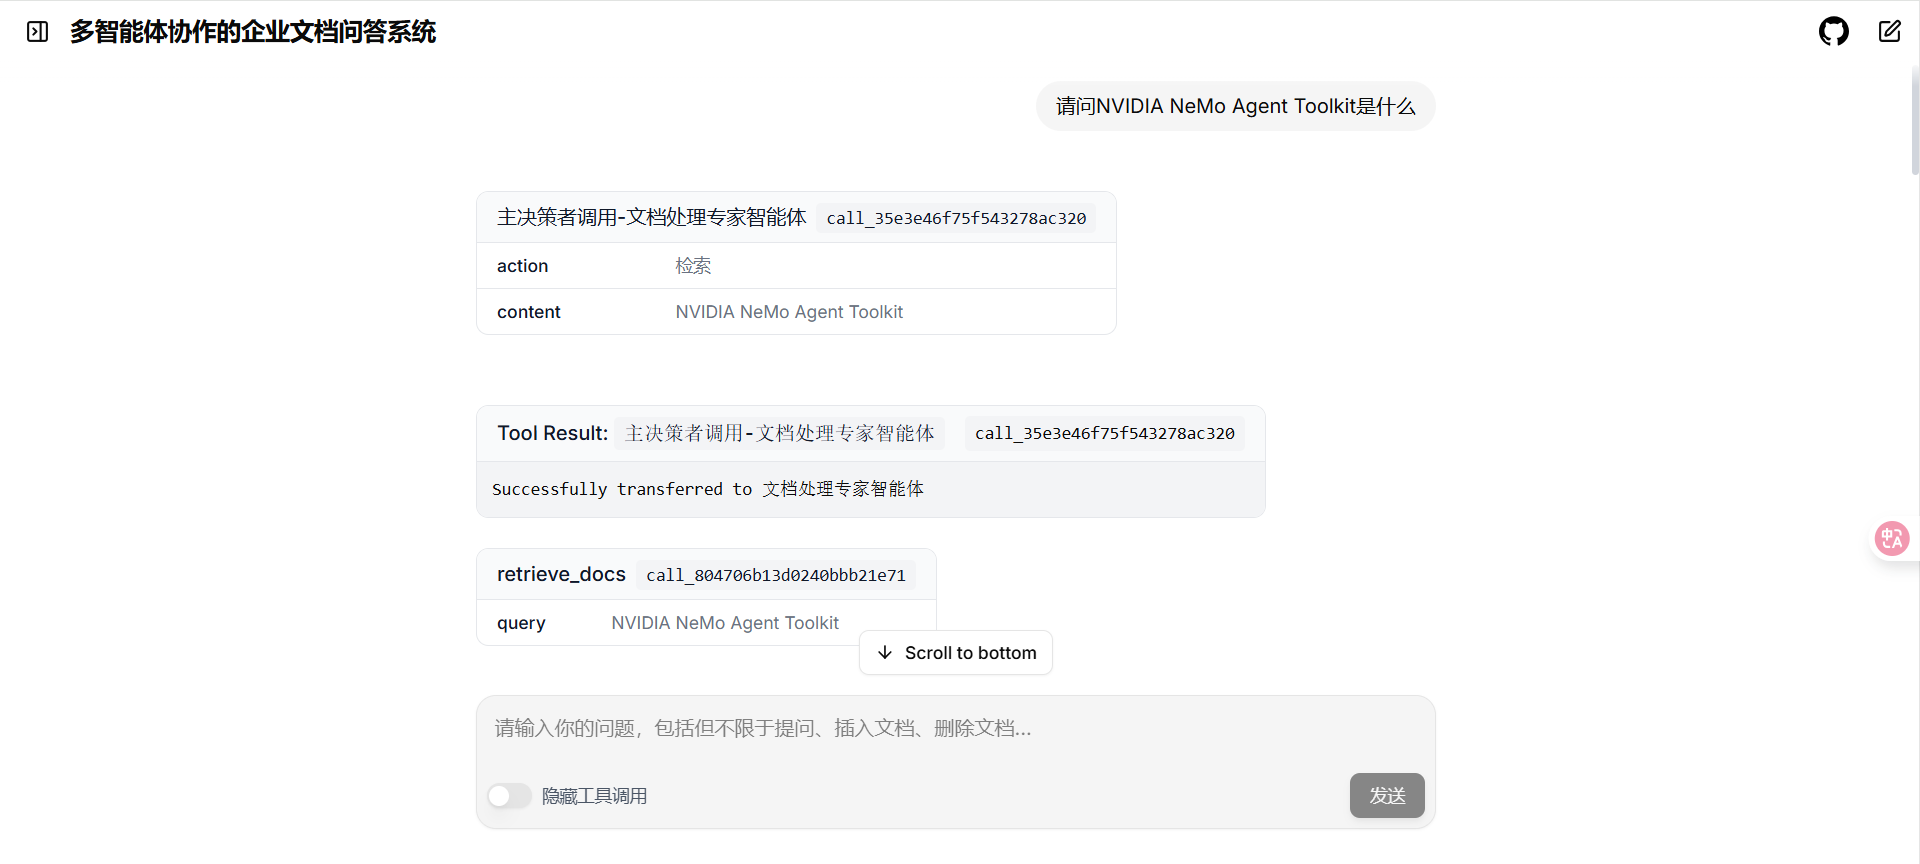 多智能体协作的企业文档问答系统
请问NVIDIA NeMo Agent Toolkit是什么
主决策者调用-文档处理专家智能体 call_35e3e46f75f543278ac320
action 检索
content NVIDIA NeMo Agent Toolkit
Tool Result: 主决策者调用-文档处理专家智能体 call_35e3e46f75f543278ac320
Successfully transferred to 文档处理专家智能体
retrieve_docs call_804706b13d0240bbb21e71
query NVIDIA NeMo Agent Toolkit
Scroll to bottom
请输入你的问题，包括但不限于提问、插入文档、删除文档...
隐藏工具调用
发送
中
A